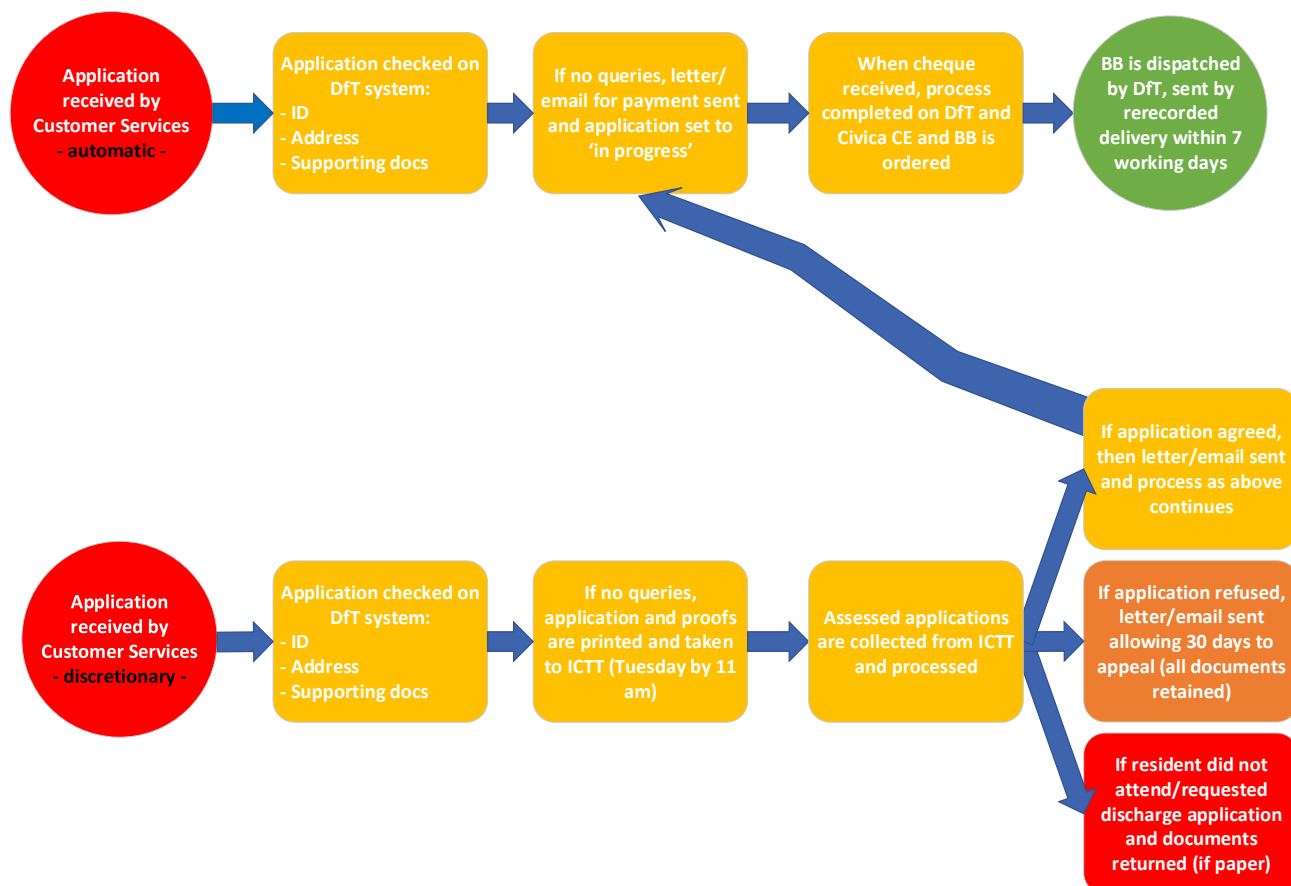 Application
received by
Customer Services
- automatic -
Application checked on
DfT system:
- ID
- Address
- Supporting docs
If no queries, letter/
email for payment sent
and application set to
‘in progress’
When cheque
received, process
completed on DfT and
Civica CE and BB is
ordered
BB is dispatched
by DfT, sent by
rerecorded
delivery within 7
working days
If application agreed,
then letter/email sent
and process as above
continues
Application
received by
Customer Services
- discretionary -
Application checked on
DfT system:
- ID
- Address
- Supporting docs
If no queries,
application and proofs
are printed and taken
to ICTT (Tuesday by 11
am)
Assessed applications
are collected from ICTT
and processed
If application refused,
letter/email sent
allowing 30 days to
appeal (all documents
retained)
If resident did not
attend/requested
discharge application
and documents
returned (if paper)